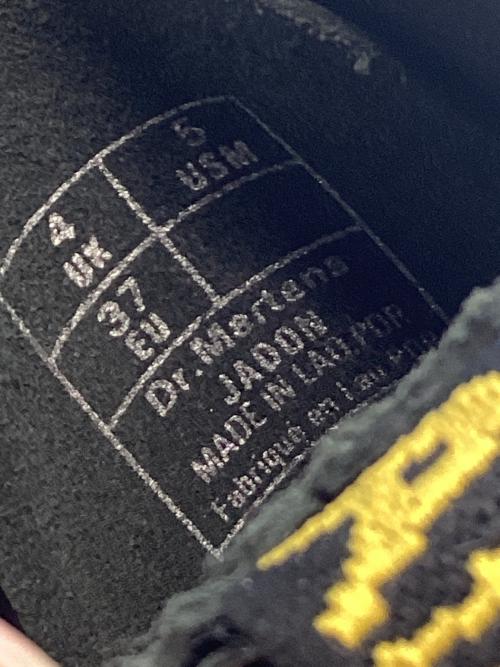 4
UK
5
USM
37
EU
Dr.Martens
JADON
MADE IN LAO.PDR
Fabriqué en Lao PDR